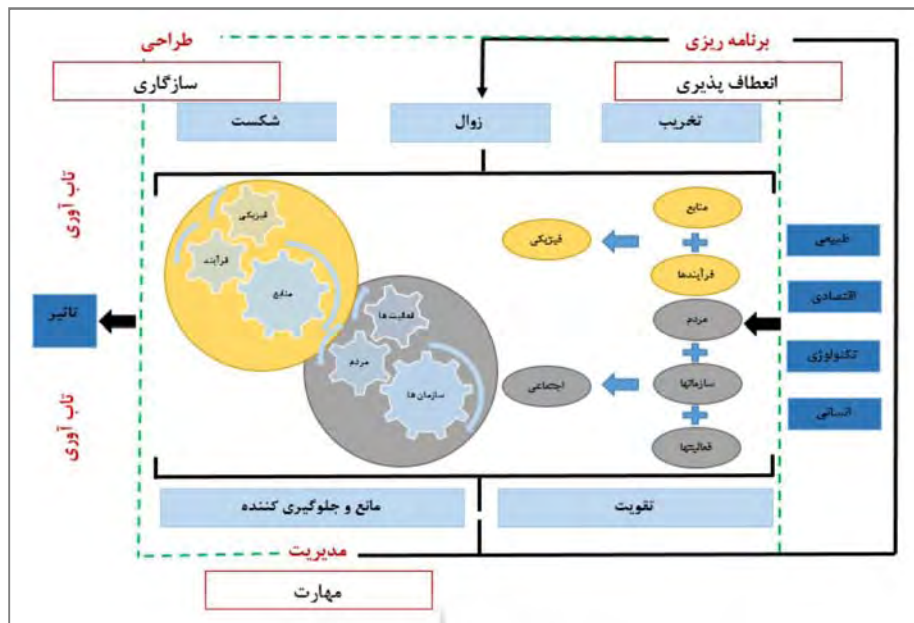 برنامه ریزی
طراحی
انعطاف پذیری
سازگاری
تخریب
زوال
شکست
منابع
فرآیندها
فیزیکی
مردم
سازمانها
فعالیتها
اجتماعی
فیزیکی
فرآیند
منابع
فعالیت ها
مردم
سازمان ها
طبیعی
اقتصادی
تکنولوژی
انسانی
تاب آوری
تاثیر
تاب آوری
تقویت
مانع و جلوگیری کننده
مدیریت
مهارت